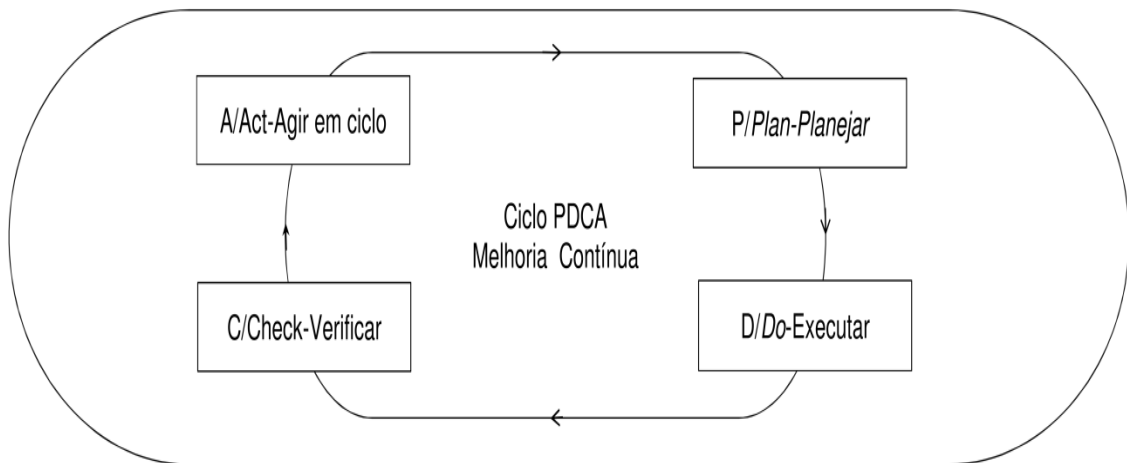 A/Act-Agir em ciclo
P/Plan-Planejar
Ciclo PDCA
Melhoria Contínua
C/Check-Verificar
D/Do-Executar